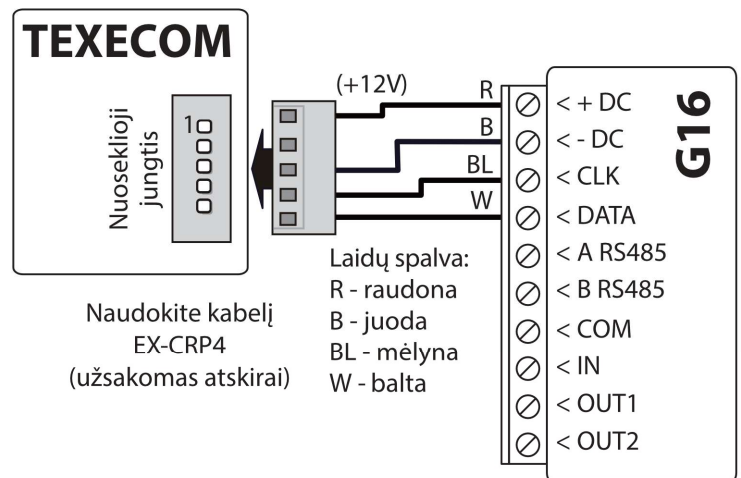 TEXECOM
Nuoseklioji
jungtis
1
Naudokite kabelį
EX-CRP4
(užsakomas atskirai)
(+12V)
R
B
BL
W
Laidų spalva:
R - raudona
B - juoda
BL - mėlyna
W - balta
< + DC
< - DC
< CLK
< DATA
< A RS485
< B RS485
< COM
< IN
< OUT1
< OUT2
G16